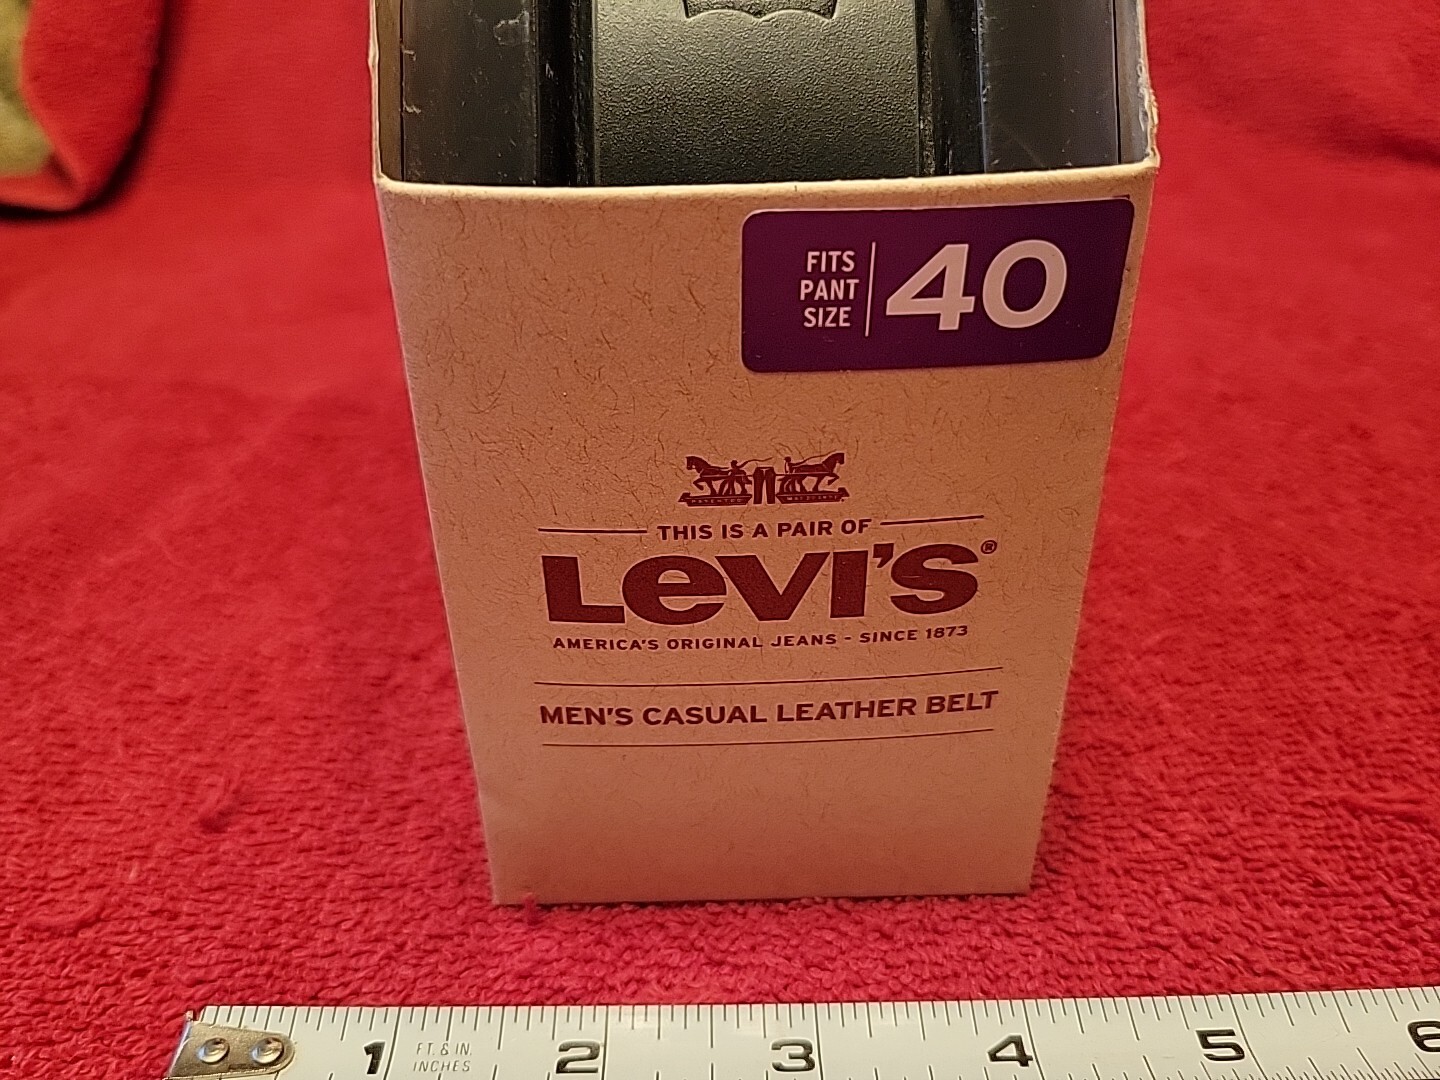 FITS
PANT
SIZE
40
THIS IS A PAIR OF
LEVI'S®
AMERICA'S ORIGINAL JEANS - SINCE 1873
MEN'S CASUAL LEATHER BELT
1 FT. & IN. 2 3 4 5 6
INCHES